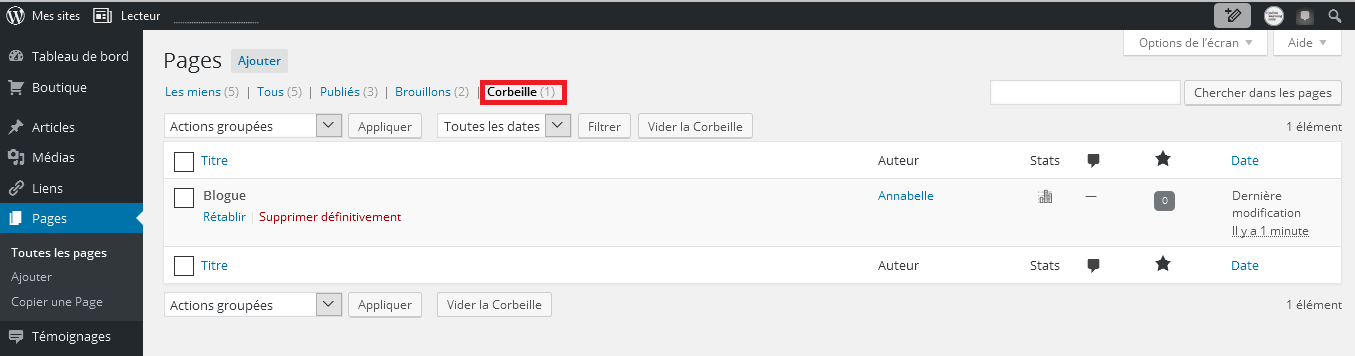 Mes sites Lecteur
Options de l'écran Aide
Tableau de bord
Boutique
Articles
Médias
Liens
Pages
Toutes les pages
Ajouter
Copier une Page
Témoignages
Pages Ajouter
Les miens (5) | Tous (5) | Publiés (3) | Brouillons (2) | Corbeille (1)
Chercher dans les pages
Actions groupées Appliquer Toutes les dates Filtrer Vider la Corbeille 1 élément
Titre Auteur Stats Date
Blogue Annabelle — 0 Dernière
modification
Il y a 1 minute
Rétablir | Supprimer définitivement
Titre Auteur Stats Date
Actions groupées Appliquer Vider la Corbeille 1 élément